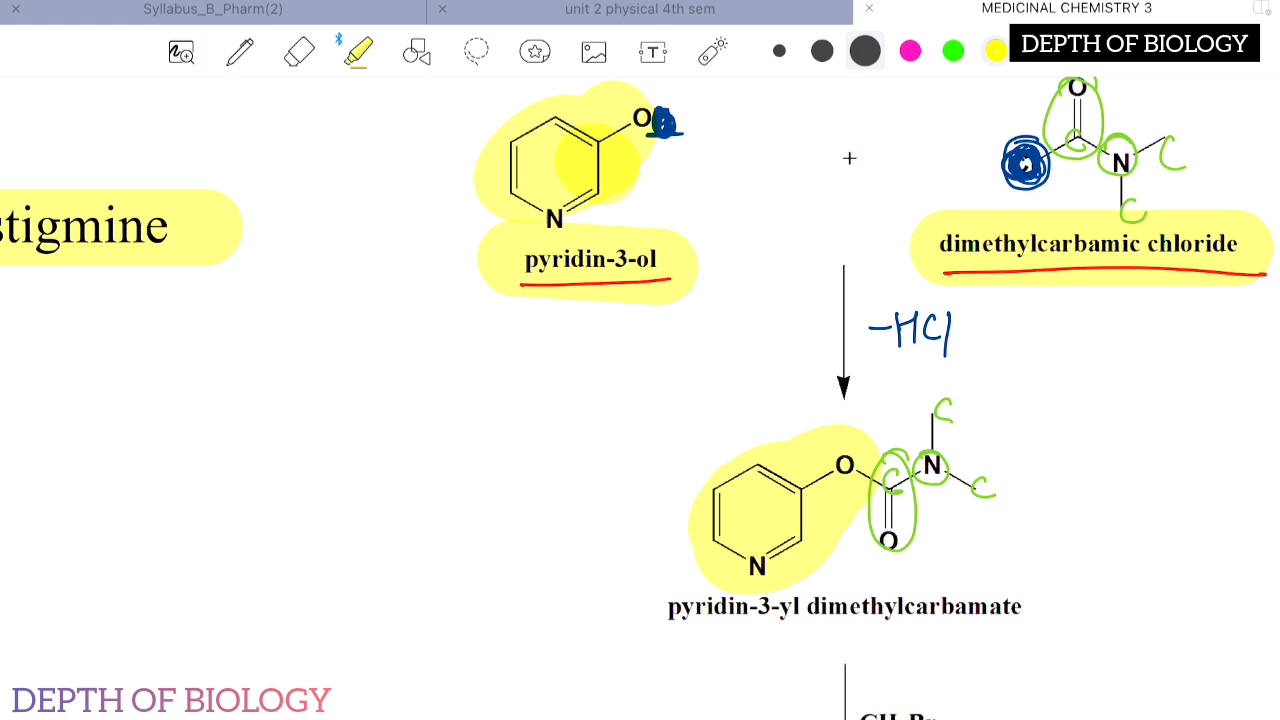 Syllabus_B_Pharm(2)
unit 2 physical 4th sem
MEDICINAL CHEMISTRY 3
DEPTH OF BIOLOGY
T
O
+
O
C
N
C
C
N
stigmine
pyridin-3-ol
dimethylcarbamic chloride
-HCl
C
O
C
N
C
O
N
pyridin-3-yl dimethylcarbamate
DEPTH OF BIOLOGY